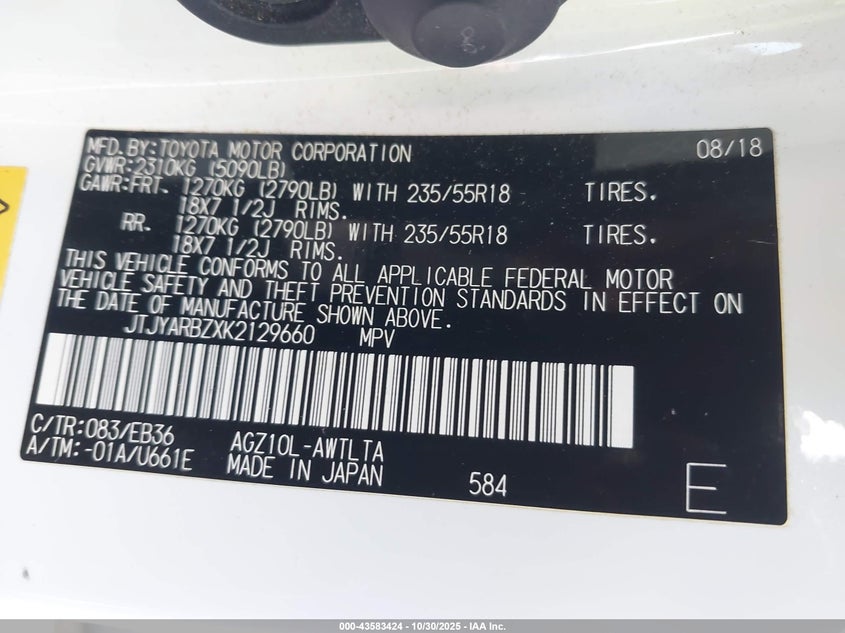 MFD.BY:TOYOTA MOTOR CORPORATION 08/18
GVWR:2310KG (5090LB)
GAWR:FRT. 1270KG (2790LB) WITH 235/55R18 TIRES.
18X7 1/2J RIMS.
RR. 1270KG (2790LB) WITH 235/55R18 TIRES.
18X7 1/2J RIMS.
THIS VEHICLE CONFORMS TO ALL APPLICABLE FEDERAL MOTOR
VEHICLE SAFETY AND THEFT PREVENTION STANDARDS IN EFFECT ON
THE DATE OF MANUFACTURE SHOWN ABOVE.
JTJYARBZXK2129660 MPV
C/TR:083/EB36 AGZ10L-AWTLTA
A/TM:-01A/U661E MADE IN JAPAN 584 E
000-43583424 | 10/30/2025 - IAA Inc.